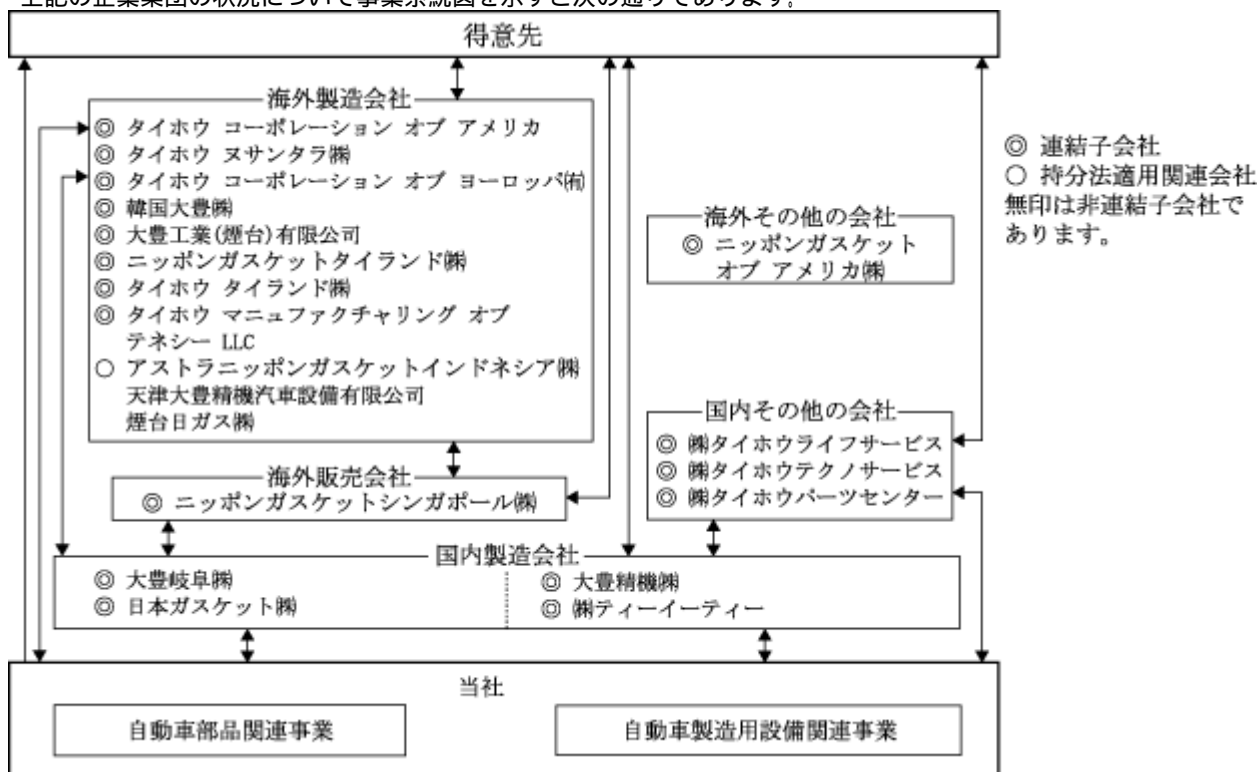 上記の企業集団の状況について事業系統図を示すと次の通りであります。
得意先
海外製造会社
◎ タイホウ コーポレーション オブ アメリカ
◎ タイホウ ヌサンタラ㈱
◎ タイホウ コーポレーション オブ ヨーロッパ㈲
◎ 韓国大豊㈱
◎ 大豊工業(煙台)有限公司
◎ ニッポンガスケットタイランド㈱
◎ タイホウ タイランド㈱
◎ タイホウ マニュファクチャリング オブ
テネシー LLC
○ アストラニッポンガスケットインドネシア㈱
天津大豊精機汽車設備有限公司
煙台日ガス㈱
海外その他の会社
◎ ニッポンガスケット
オブ アメリカ㈱
◎ 連結子会社
○ 持分法適用関連会社
無印は非連結子会社で
あります。
海外販売会社
◎ ニッポンガスケットシンガポール㈱
国内その他の会社
◎ ㈱タイホウライフサービス
◎ ㈱タイホウテクノサービス
◎ ㈱タイホウパーツセンター
国内製造会社
◎ 大豊岐阜㈱
◎ 日本ガスケット㈱
◎ 大豊精機㈱
◎ ㈱ティーイーティー
当社
自動車部品関連事業
自動車製造用設備関連事業